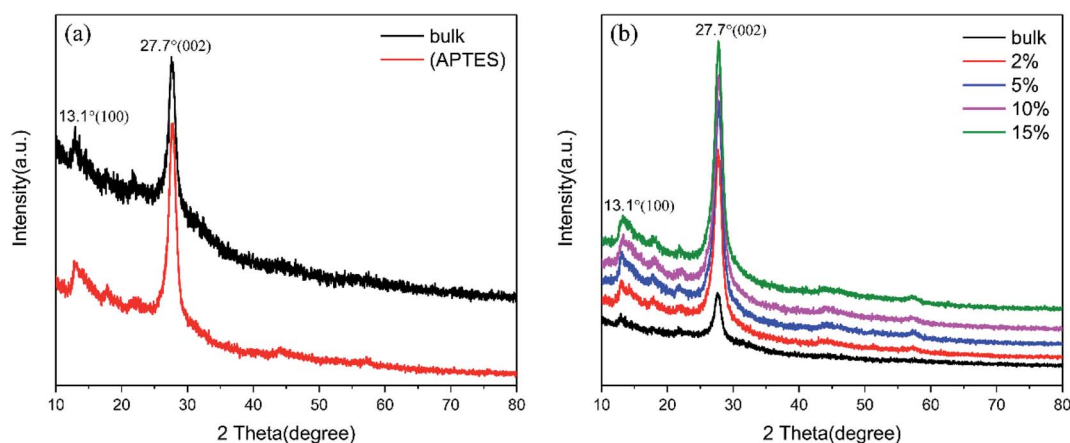 (a)
27.7°(002)
bulk
(APTES)
13.1°(100)
Intensity(a.u.)
10 20 30 40 50 60 70 80
2 Theta(degree)
(b)
27.7°(002)
bulk
2%
5%
10%
15%
13.1°(100)
Intensity(a.u.)
10 20 30 40 50 60 70 80
2 Theta(degree)